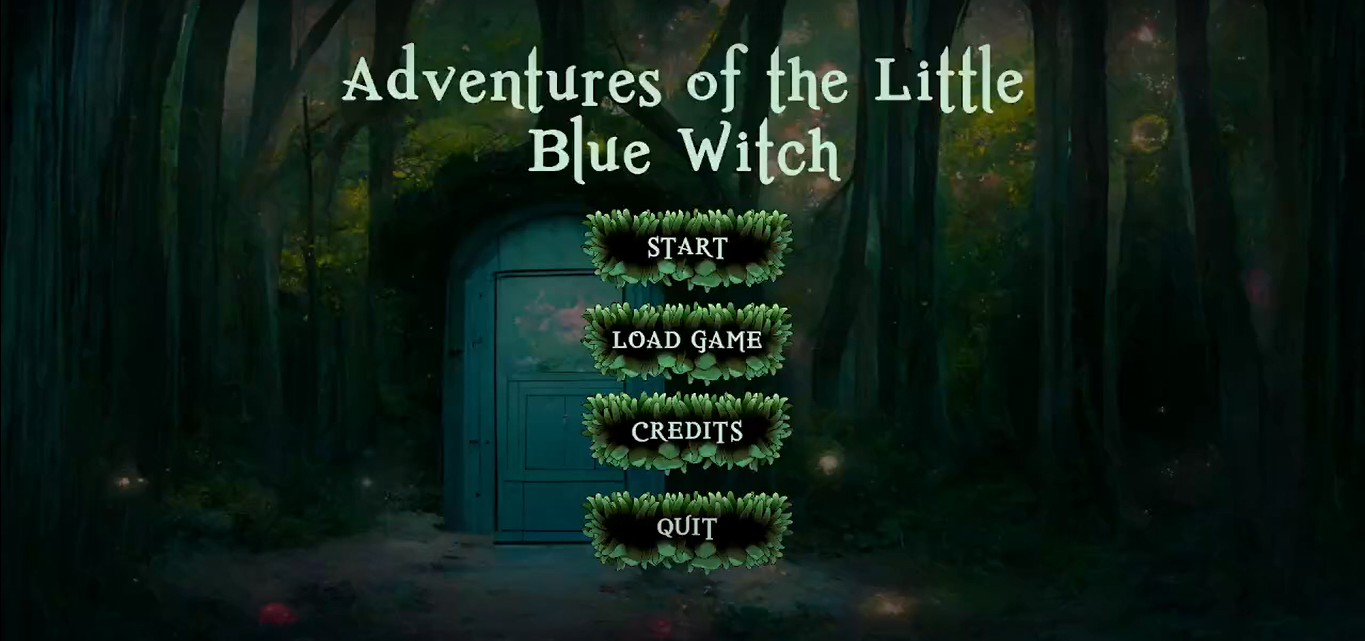 Adventures of the Little
Blue Witch
START
LOAD GAME
CREDITS
QUIT